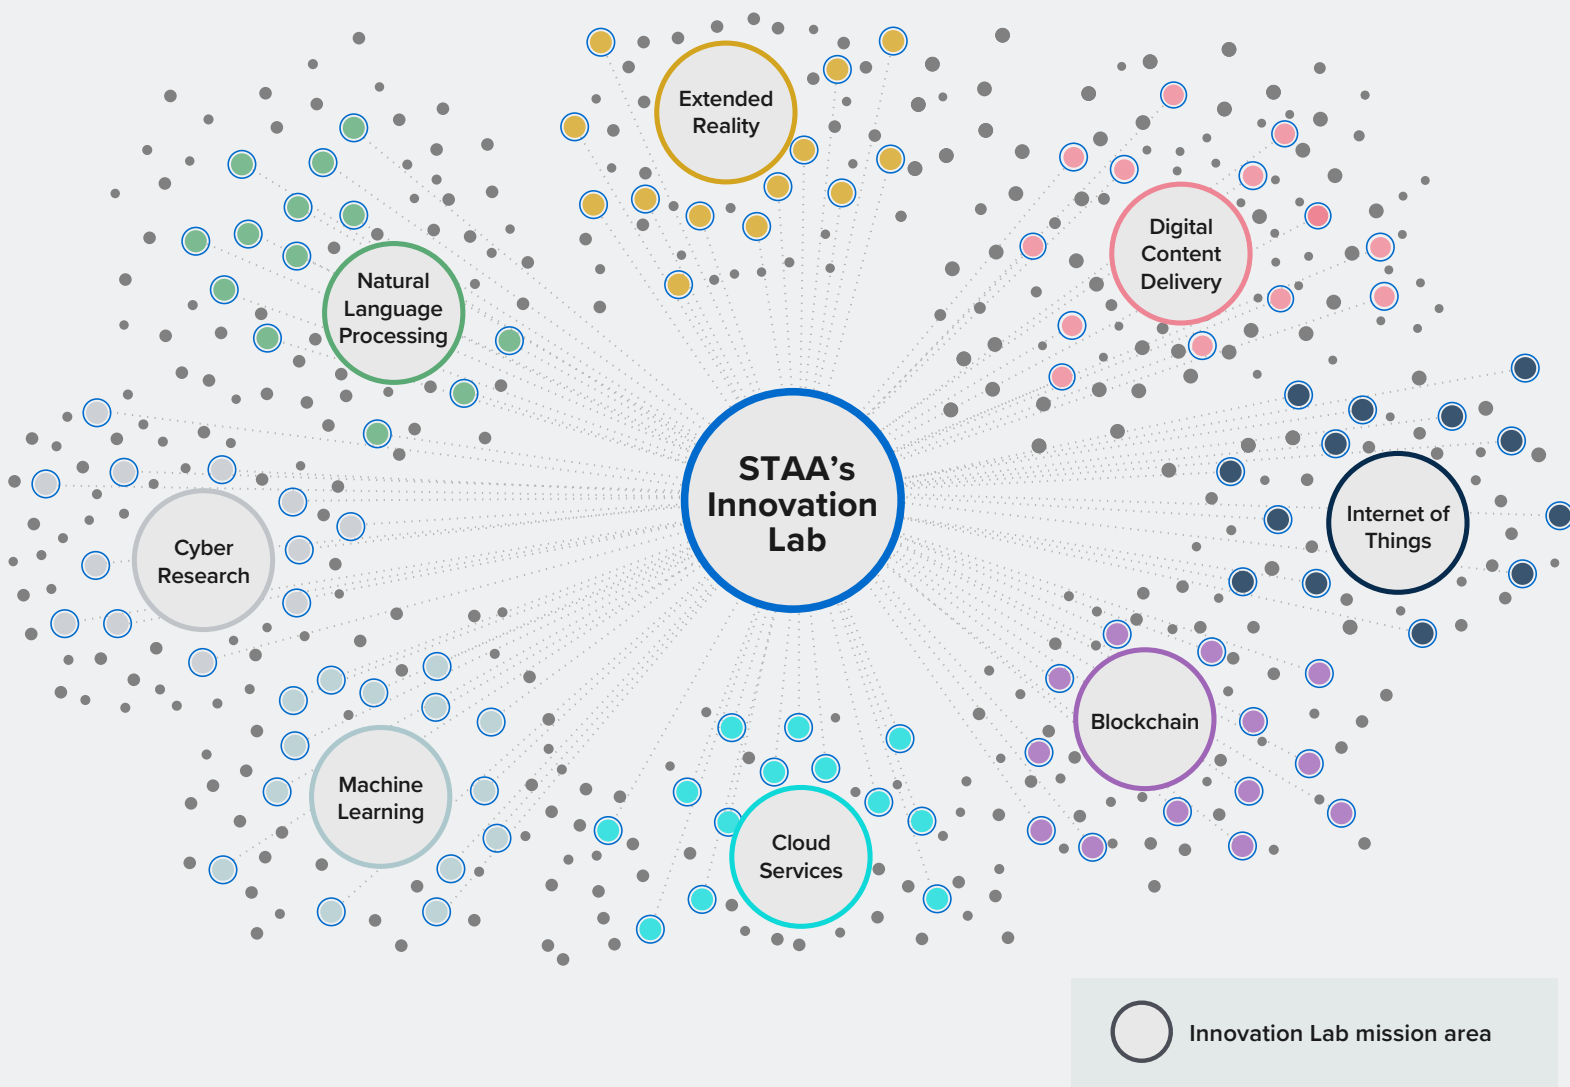 Extended
Reality
Digital
Content
Delivery
Natural
Language
Processing
STAA’s
Innovation
Lab
Internet of
Things
Cyber
Research
Blockchain
Machine
Learning
Cloud
Services
Innovation Lab mission area